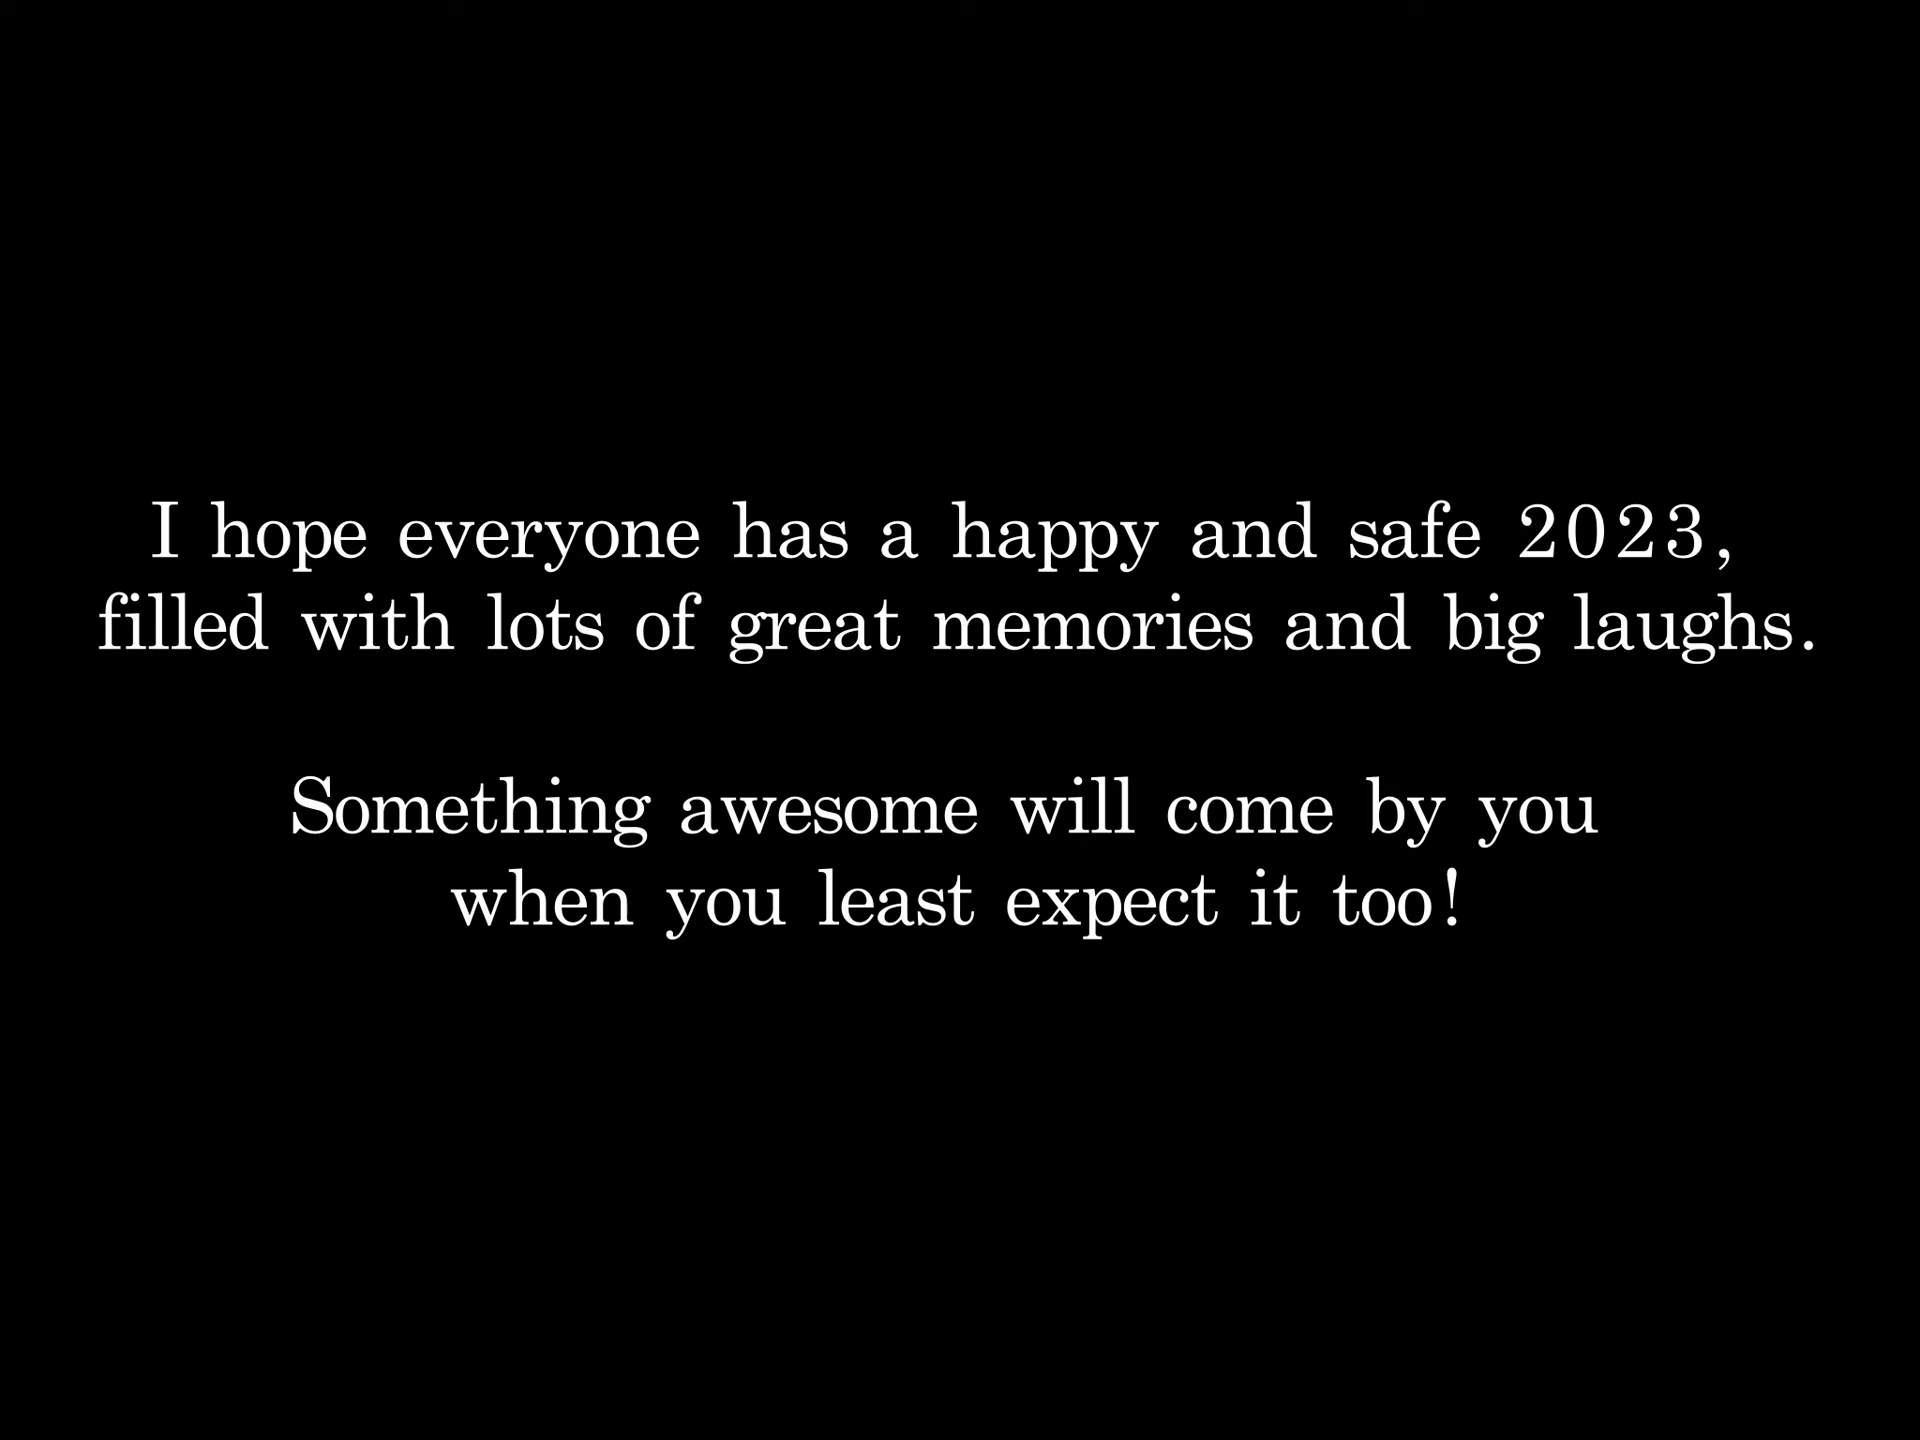 I hope everyone has a happy and safe 2023,
filled with lots of great memories and big laughs.
Something awesome will come by you
when you least expect it too!